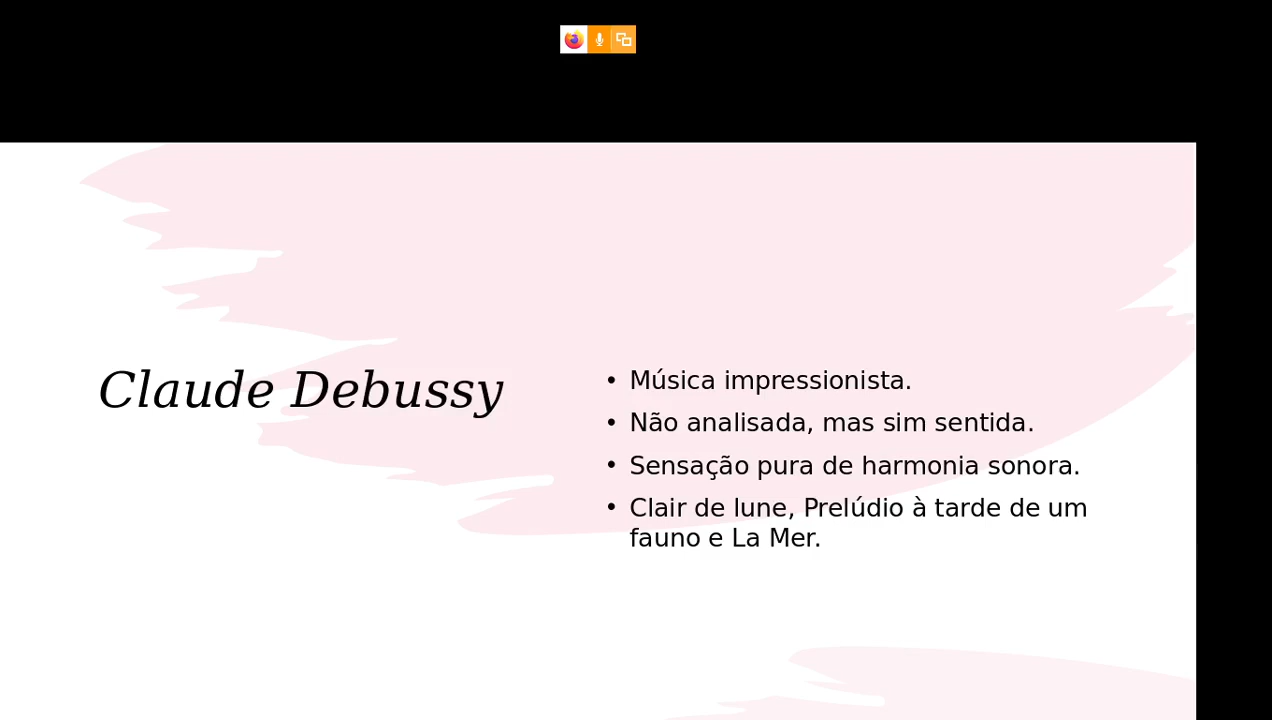 Claude Debussy
• Música impressionista.
• Não analisada, mas sim sentida.
• Sensação pura de harmonia sonora.
• Clair de lune, Prelúdio à tarde de um
fauno e La Mer.